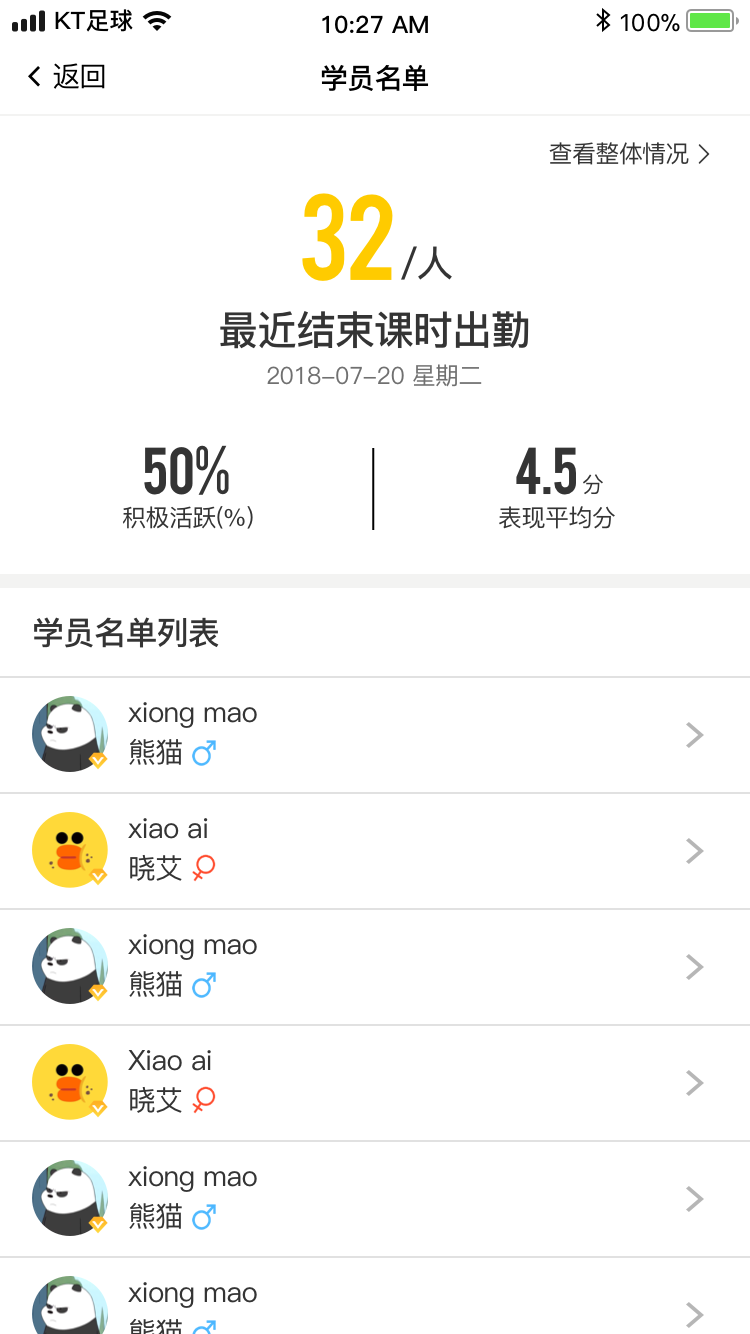 KT足球 10:27 AM 100%
返回 学员名单
查看整体情况
32/人
最近结束课时出勤
2018-07-20 星期二
50% 4.5分
积极活跃(%) 表现平均分
学员名单列表
xiong mao
熊猫
xiao ai
晓艾
xiong mao
熊猫
Xiao ai
晓艾
xiong mao
熊猫
xiong mao
熊猫